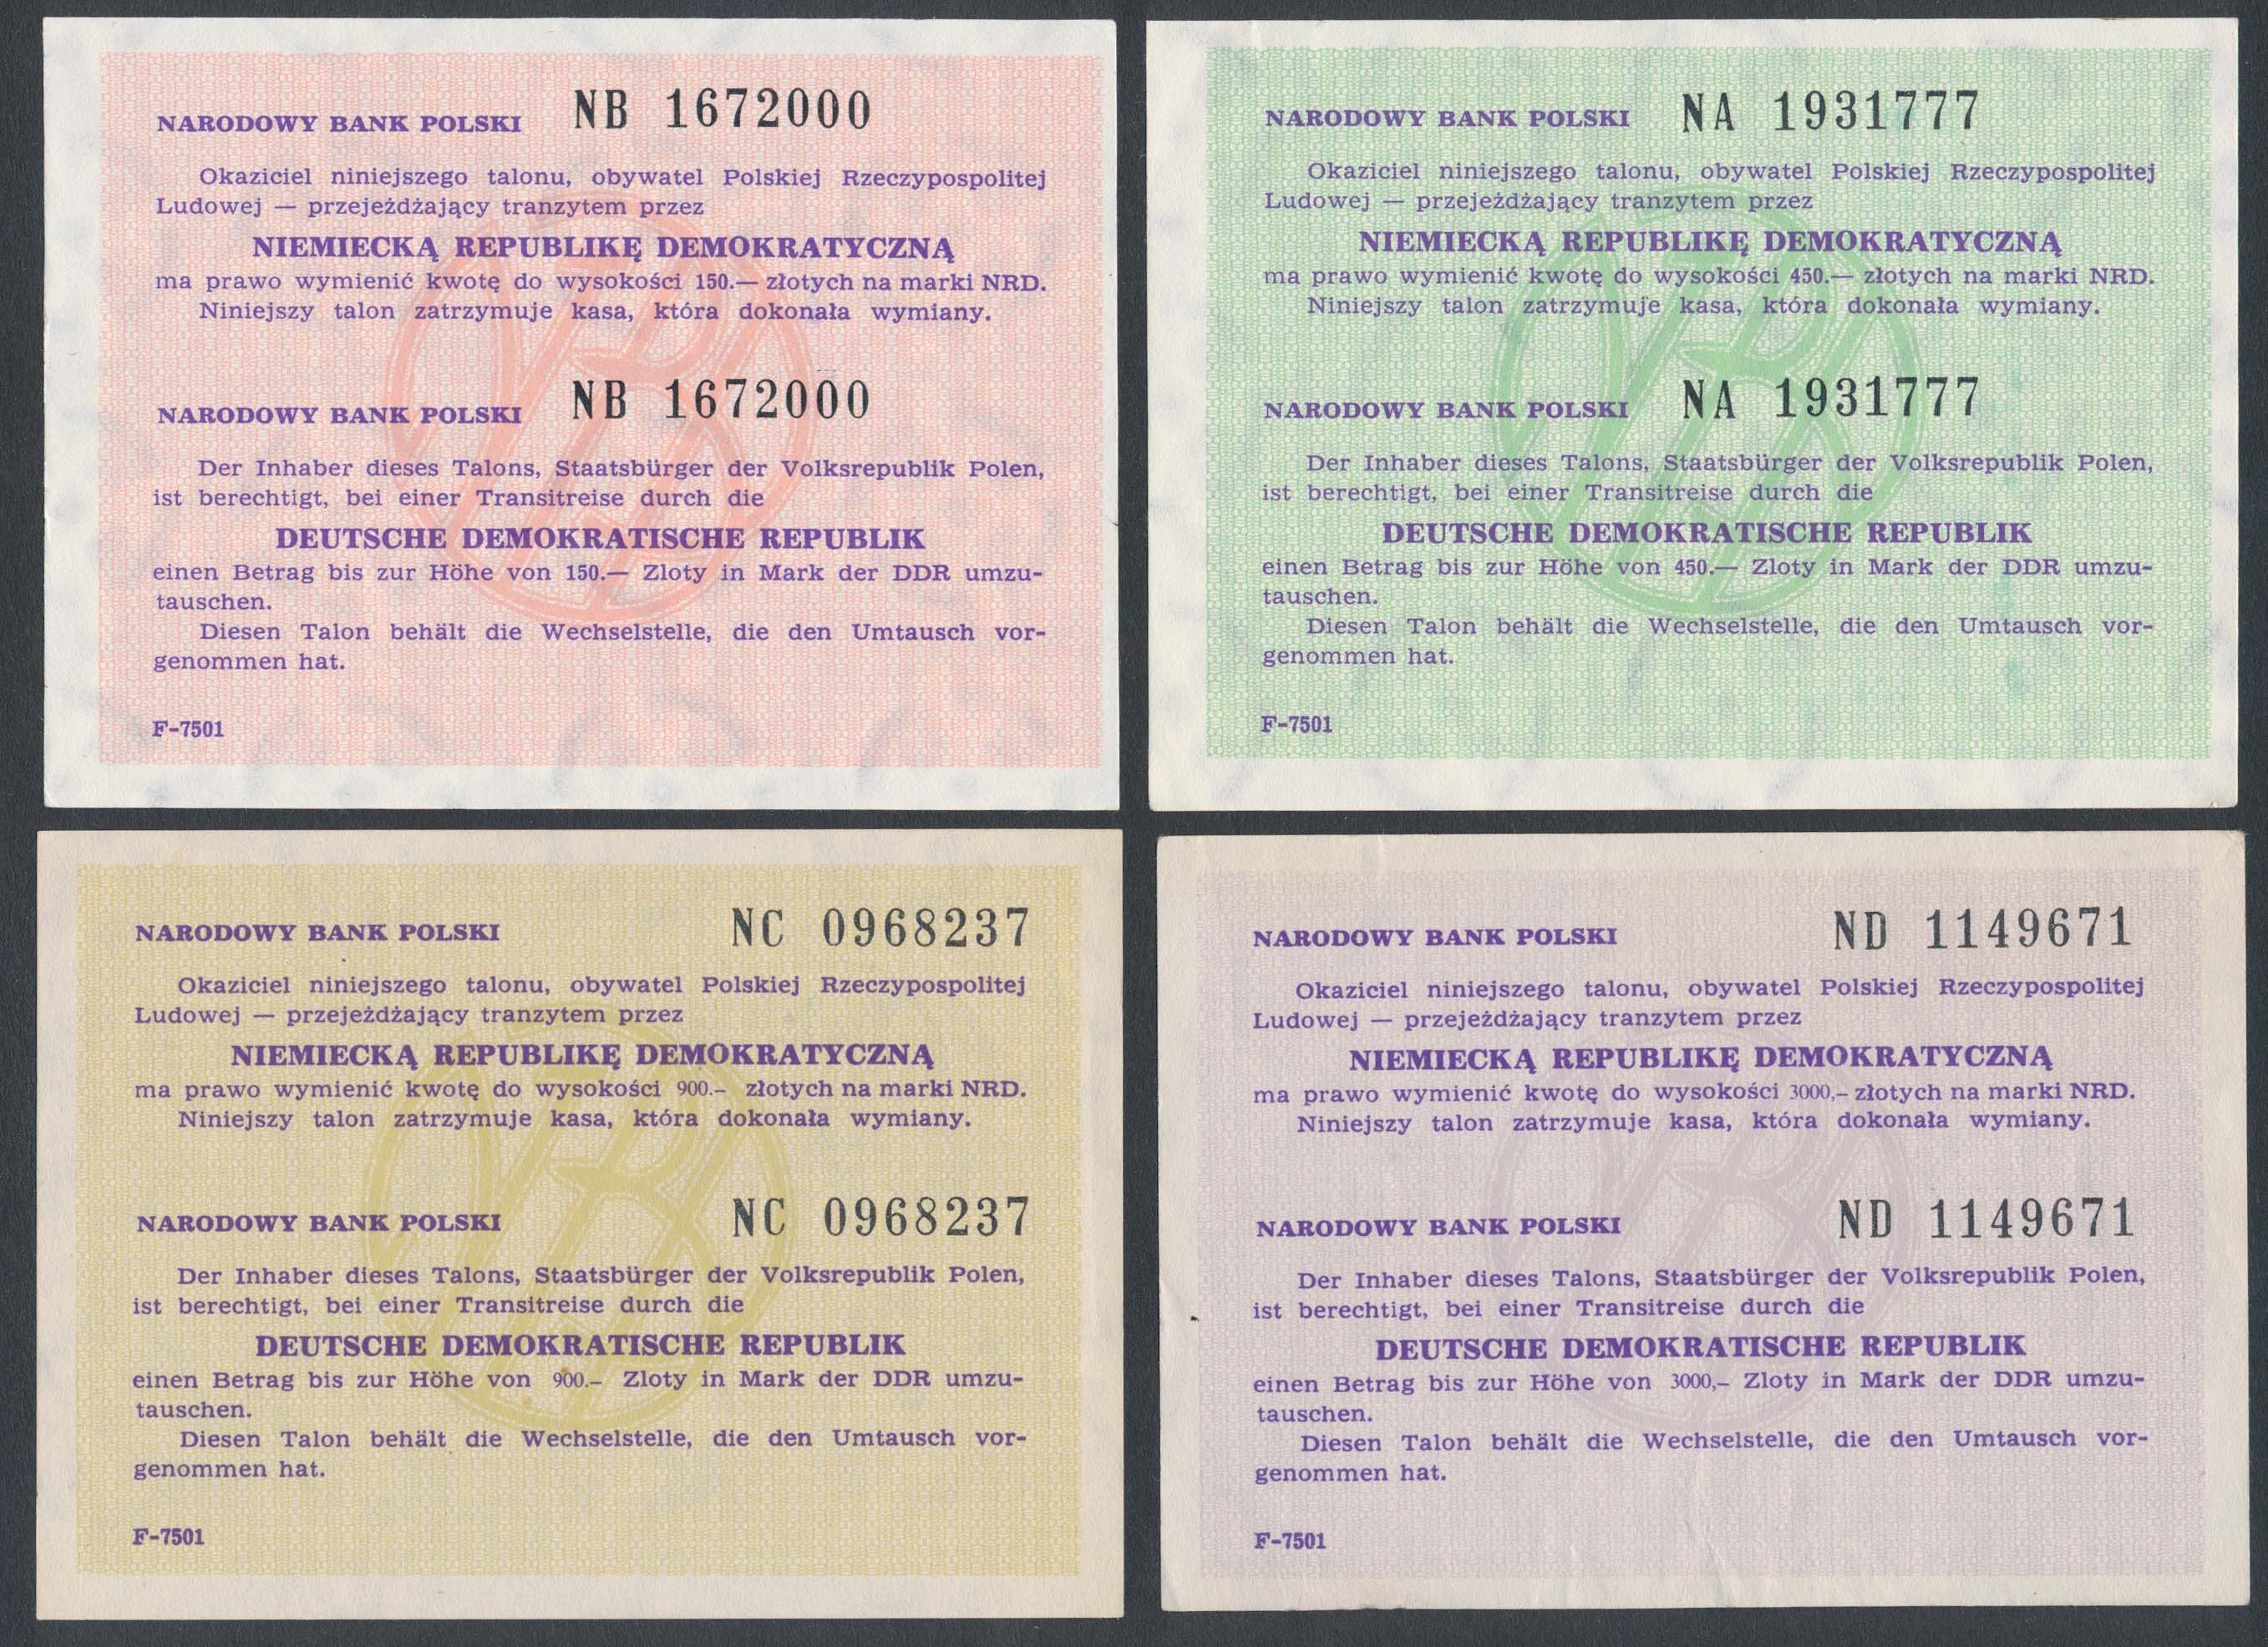 NARODOWY BANK POLSKI NB 1672000
Okaziciel niniejszego talonu, obywatel Polskiej Rzeczypospolitej
Ludowej — przejeżdżający tranzytem przez
NIEMIECKĄ REPUBLIKĘ DEMOKRATYCZNĄ
ma prawo wymienić kwotę do wysokości 150.— złotych na marki NRD.
Niniejszy talon zatrzymuje kasa, która dokonała wymiany.
NARODOWY BANK POLSKI NB 1672000
Der Inhaber dieses Talons, Staatsbürger der Volksrepublik Polen,
ist berechtigt, bei einer Transitreise durch die
DEUTSCHE DEMOKRATISCHE REPUBLIK
einen Betrag bis zur Höhe von 150.— Zloty in Mark der DDR umzu-
tauschen.
Diesen Talon behält die Wechselstelle, die den Umtausch vor-
genommen hat.
F-7501
NARODOWY BANK POLSKI NA 1931777
Okaziciel niniejszego talonu, obywatel Polskiej Rzeczypospolitej
Ludowej — przejeżdżający tranzytem przez
NIEMIECKĄ REPUBLIKĘ DEMOKRATYCZNĄ
ma prawo wymienić kwotę do wysokości 450.— złotych na marki NRD.
Niniejszy talon zatrzymuje kasa, która dokonała wymiany.
NARODOWY BANK POLSKI NA 1931777
Der Inhaber dieses Talons, Staatsbürger der Volksrepublik Polen,
ist berechtigt, bei einer Transitreise durch die
DEUTSCHE DEMOKRATISCHE REPUBLIK
einen Betrag bis zur Höhe von 450.— Zloty in Mark der DDR umzu-
tauschen.
Diesen Talon behält die Wechselstelle, die den Umtausch vor-
genommen hat.
F-7501
NARODOWY BANK POLSKI NC 0968237
Okaziciel niniejszego talonu, obywatel Polskiej Rzeczypospolitej
Ludowej — przejeżdżający tranzytem przez
NIEMIECKĄ REPUBLIKĘ DEMOKRATYCZNĄ
ma prawo wymienić kwotę do wysokości 900.– złotych na marki NRD.
Niniejszy talon zatrzymuje kasa, która dokonała wymiany.
NARODOWY BANK POLSKI NC 0968237
Der Inhaber dieses Talons, Staatsbürger der Volksrepublik Polen,
ist berechtigt, bei einer Transitreise durch die
DEUTSCHE DEMOKRATISCHE REPUBLIK
einen Betrag bis zur Höhe von 900.– Zloty in Mark der DDR umzu-
tauschen.
Diesen Talon behält die Wechselstelle, die den Umtausch vor-
genommen hat.
F-7501
NARODOWY BANK POLSKI ND 1149671
Okaziciel niniejszego talonu, obywatel Polskiej Rzeczypospolitej
Ludowej — przejeżdżający tranzytem przez
NIEMIECKĄ REPUBLIKĘ DEMOKRATYCZNĄ
ma prawo wymienić kwotę do wysokości 3000,– złotych na marki NRD.
Niniejszy talon zatrzymuje kasa, która dokonała wymiany.
NARODOWY BANK POLSKI ND 1149671
Der Inhaber dieses Talons, Staatsbürger der Volksrepublik Polen,
ist berechtigt, bei einer Transitreise durch die
DEUTSCHE DEMOKRATISCHE REPUBLIK
einen Betrag bis zur Höhe von 3000,– Zloty in Mark der DDR umzu-
tauschen.
Diesen Talon behält die Wechselstelle, die den Umtausch vor-
genommen hat.
F-7501